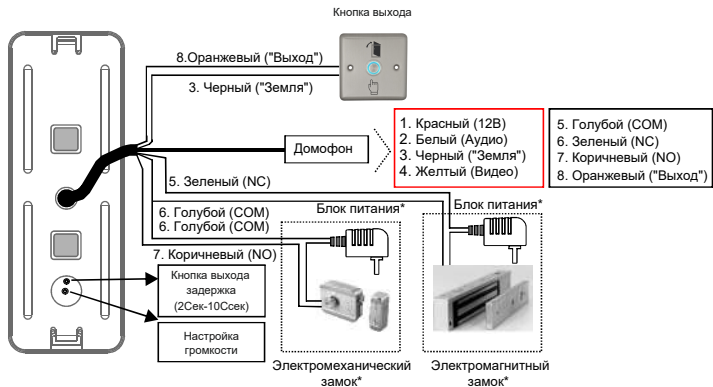 Кнопка выхода
8.Оранжевый ("Выход")
3. Черный ("Земля")
Домофон
1. Красный (12В)
2. Белый (Аудио)
3. Черный ("Земля")
4. Желтый (Видео)
5. Голубой (COM)
6. Зеленый (NC)
7. Коричневый (NO)
8. Оранжевый ("Выход")
5. Зеленый (NC)
6. Голубой (COM)
6. Голубой (COM)
7. Коричневый (NO)
Блок питания*
Блок питания*
Кнопка выхода
задержка
(2Сек-10Ссек)
Настройка
громкости
Электромеханический
замок*
Электромагнитный
замок*